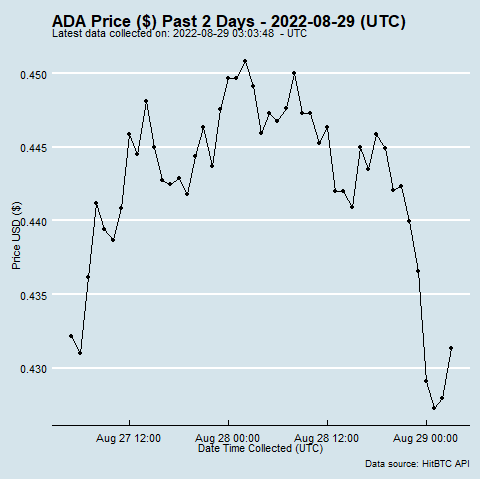 ADA Price ($) Past 2 Days - 2022-08-29 (UTC)
Latest data collected on: 2022-08-29 03:03:48 - UTC
0.450
0.445
0.440
0.435
0.430
Price USD ($)
Aug 27 12:00
Aug 28 00:00
Aug 28 12:00
Aug 29 00:00
Date Time Collected (UTC)
Data source: HitBTC API